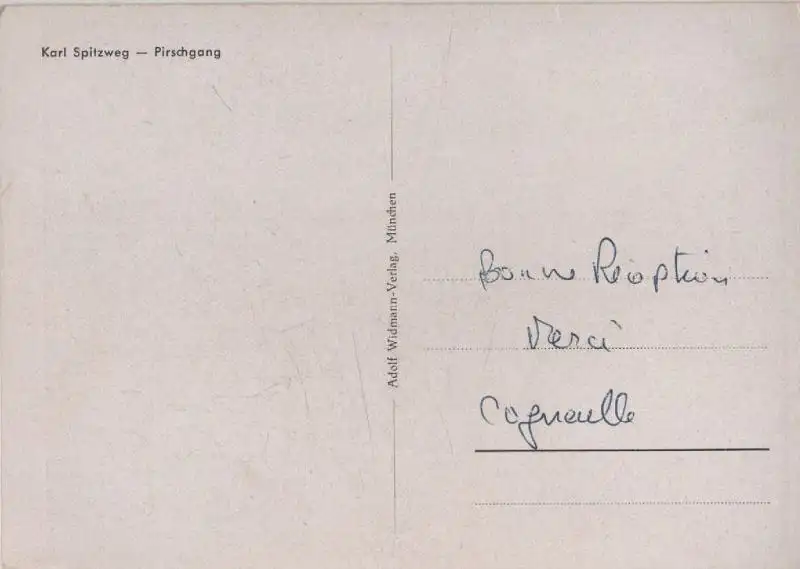 Karl Spitzweg — Pirschgang
Adolf Widmann-Verlag, München
Bonne Réception
Merci